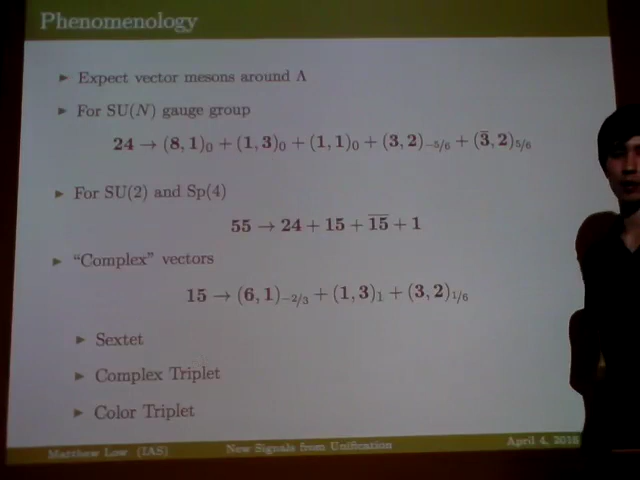 Phenomenology
► Expect vector mesons around Λ
► For SU(N) gauge group
24 → (8, 1)₀ + (1, 3)₀ + (1, 1)₀ + (3, 2)₋₅/₆ + (3̄, 2)₅/₆
► For SU(2) and Sp(4)
55 → 24 + 15 + 1̅5̅ + 1
► “Complex” vectors
15 → (6, 1)₋₂/₃ + (1, 3)₁ + (3, 2)₁/₆
► Sextet
► Complex Triplet
► Color Triplet
Matthew Low (IAS) New Signals from Unification April 4, 2016